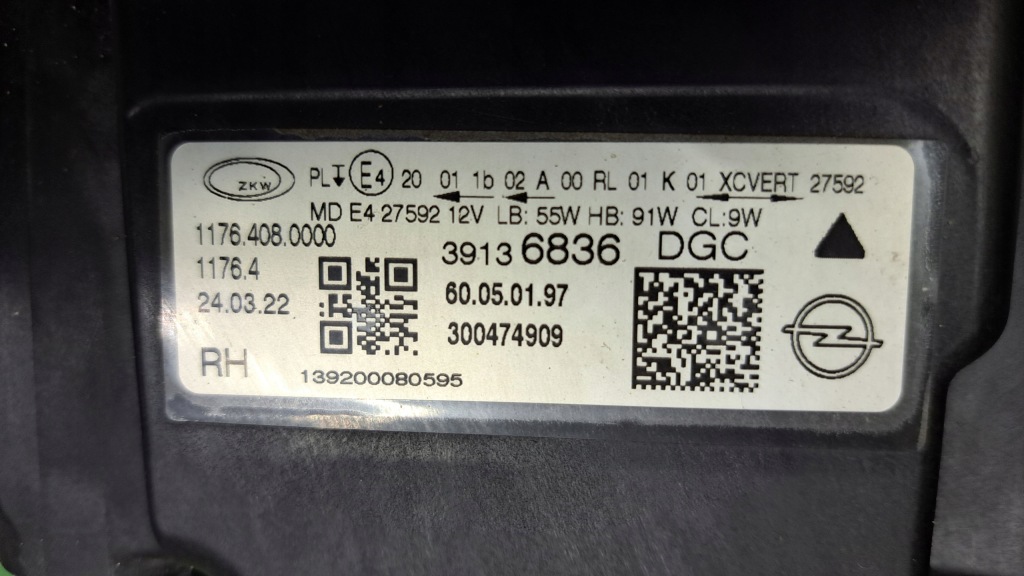 ZKW PL E4 20 01 1b 02 A 00 RL 01 K 01 XCVERT 27592
MD E4 27592 12V LB: 55W HB: 91W CL:9W
1176.408.0000
39136836 DGC
1176.4
60.05.01.97
24.03.22
300474909
RH
139200080595